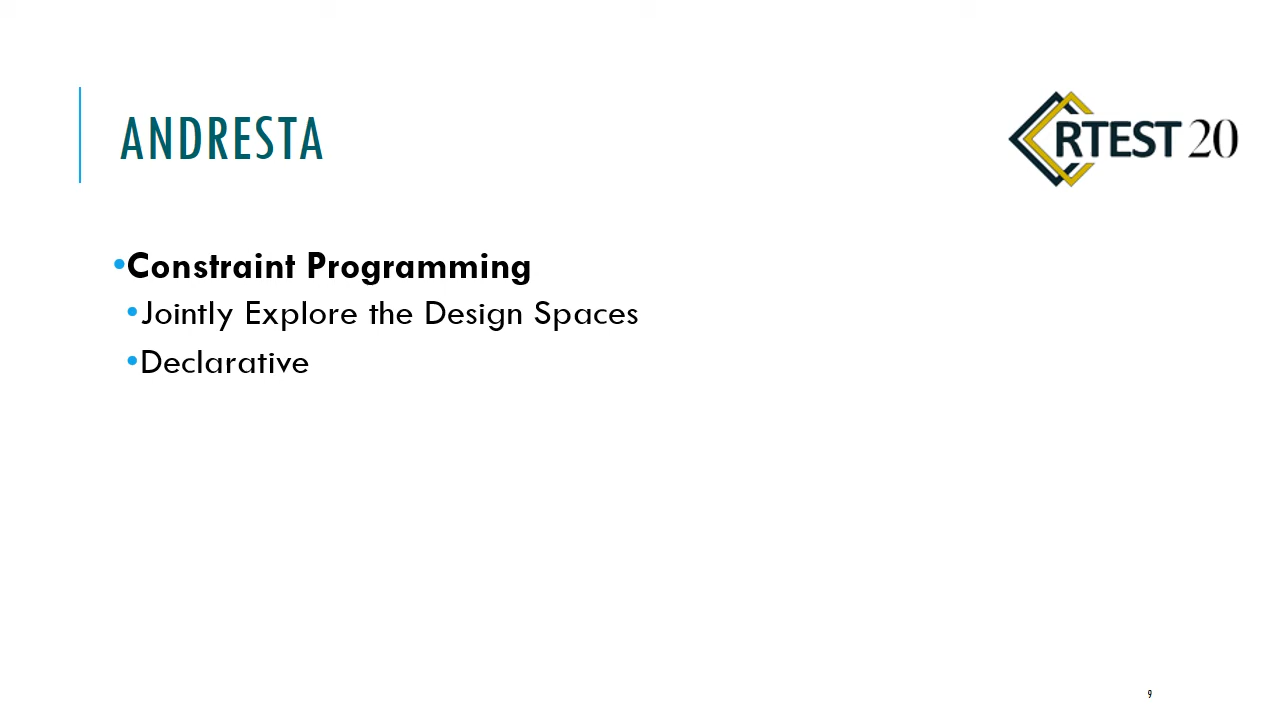 ANDRESTA
RTEST 20
•Constraint Programming
•Jointly Explore the Design Spaces
•Declarative
9